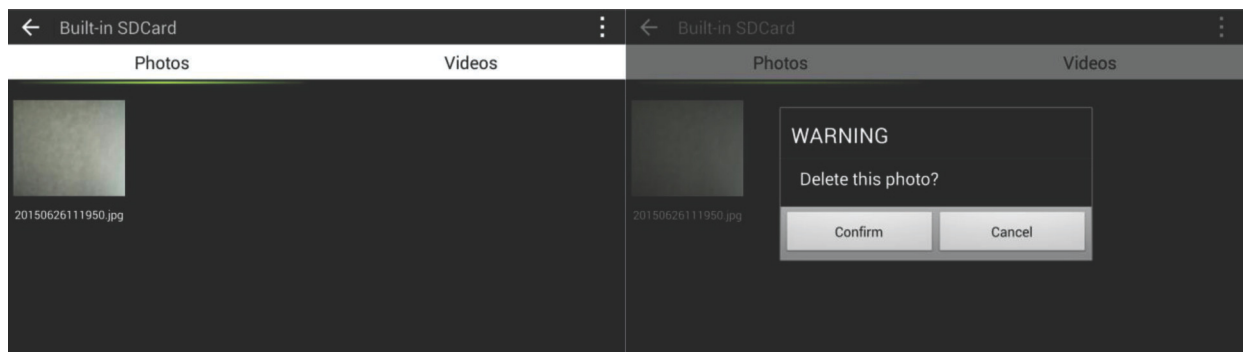 Built-in SDCard
Photos Videos
20150626111950.jpg
Built-in SDCard
Photos Videos
WARNING
Delete this photo?
20150626111950.jpg
Confirm Cancel